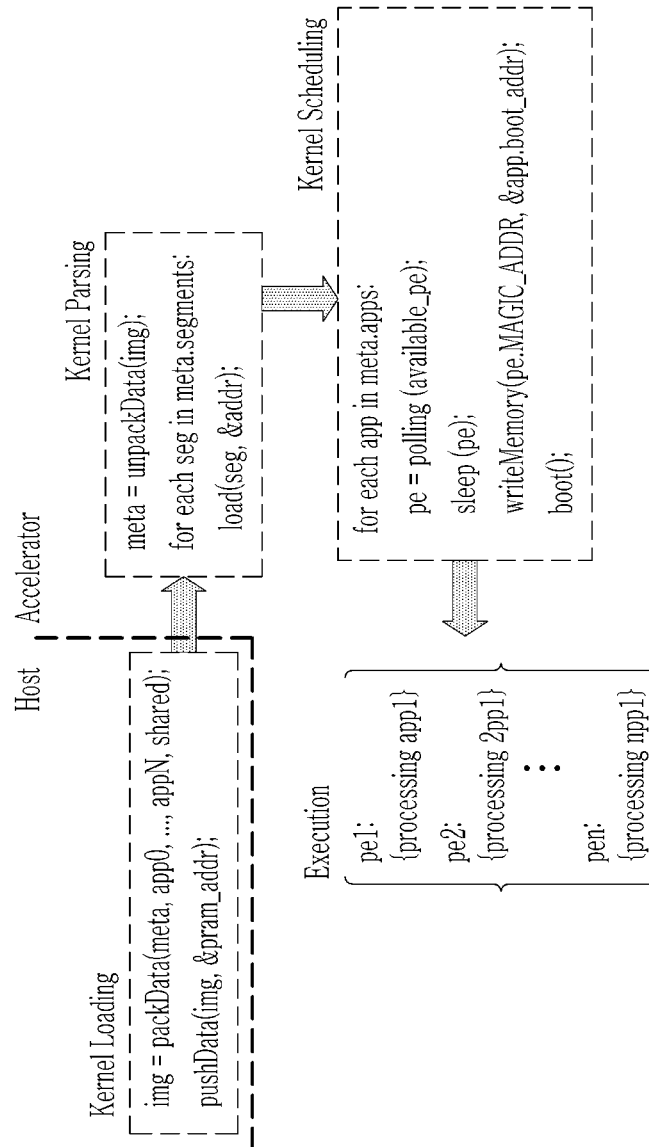 Host
Accelerator
Kernel Loading
img = packData(meta, app0, ..., appN, shared);
pushData(img, &pram_addr);
Kernel Parsing
meta = unpackData(img);
for each seg in meta.segments:
load(seg, &addr);
Kernel Scheduling
for each app in meta.apps:
pe = polling (available_pe);
sleep (pe);
writeMemory(pe.MAGIC_ADDR, &app.boot_addr);
boot();
Execution
pe1:
{processing app1}
pe2:
{processing 2pp1}
• • •
pen:
{processing npp1}